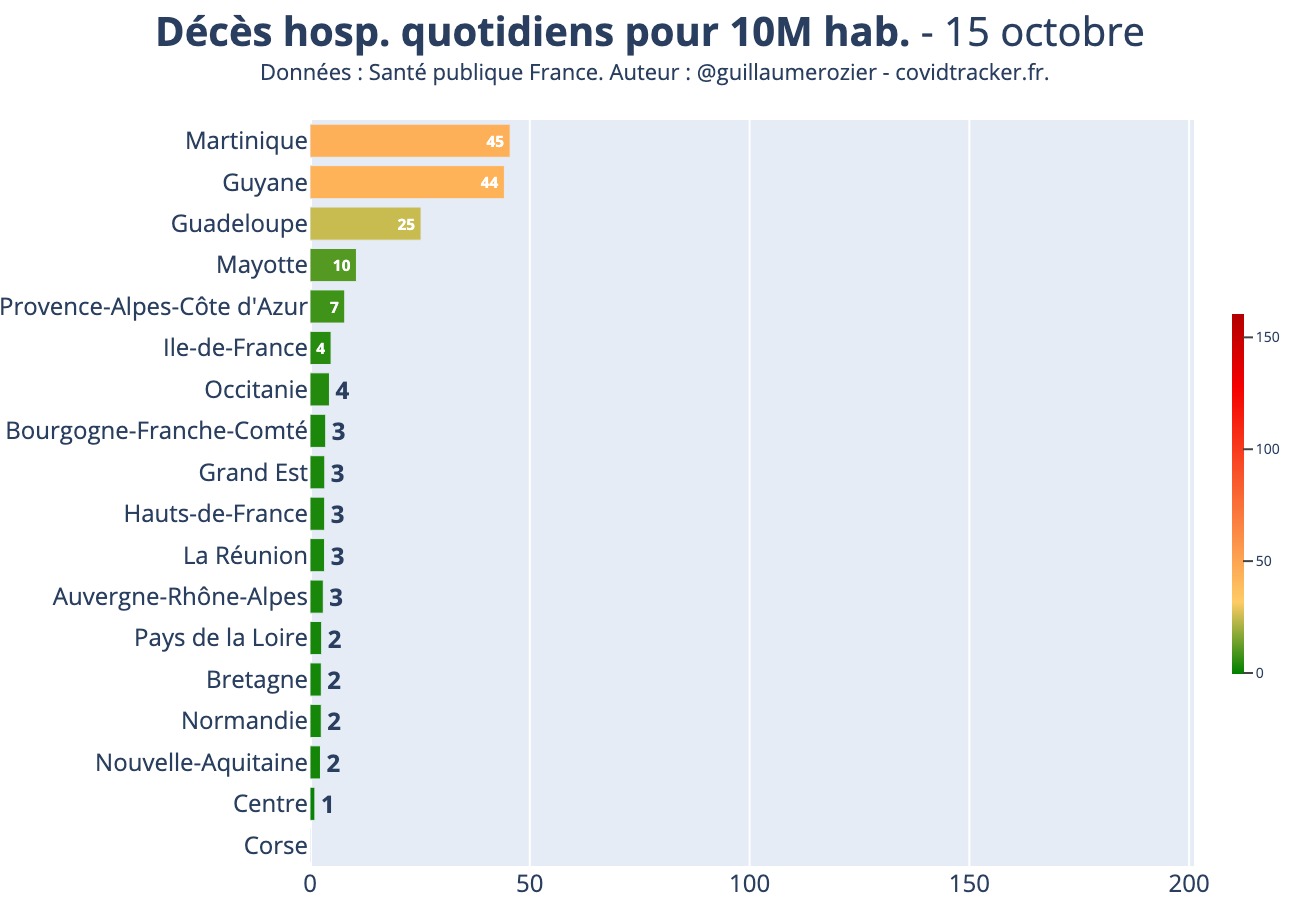 Décès hosp. quotidiens pour 10M hab. - 15 octobre
Données : Santé publique France. Auteur : @guillaumerozier - covidtracker.fr.
Martinique 45
Guyane 44
Guadeloupe 25
Mayotte 10
Provence-Alpes-Côte d'Azur 7
Ile-de-France 4
Occitanie 4
Bourgogne-Franche-Comté 3
Grand Est 3
Hauts-de-France 3
La Réunion 3
Auvergne-Rhône-Alpes 3
Pays de la Loire 2
Bretagne 2
Normandie 2
Nouvelle-Aquitaine 2
Centre 1
Corse
0 50 100 150 200
150
100
50
0